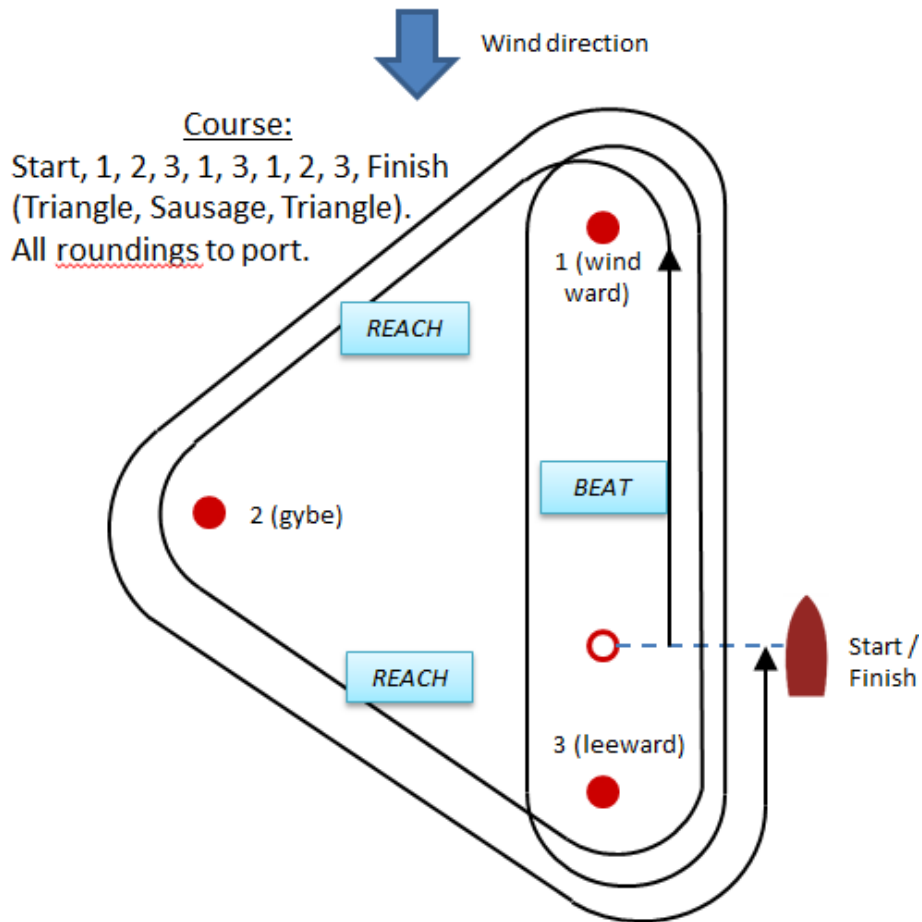 Wind direction
Course:
Start, 1, 2, 3, 1, 3, 1, 2, 3, Finish
(Triangle, Sausage, Triangle).
All roundings to port.
1 (wind
ward)
REACH
BEAT
2 (gybe)
Start /
Finish
REACH
3 (leeward)